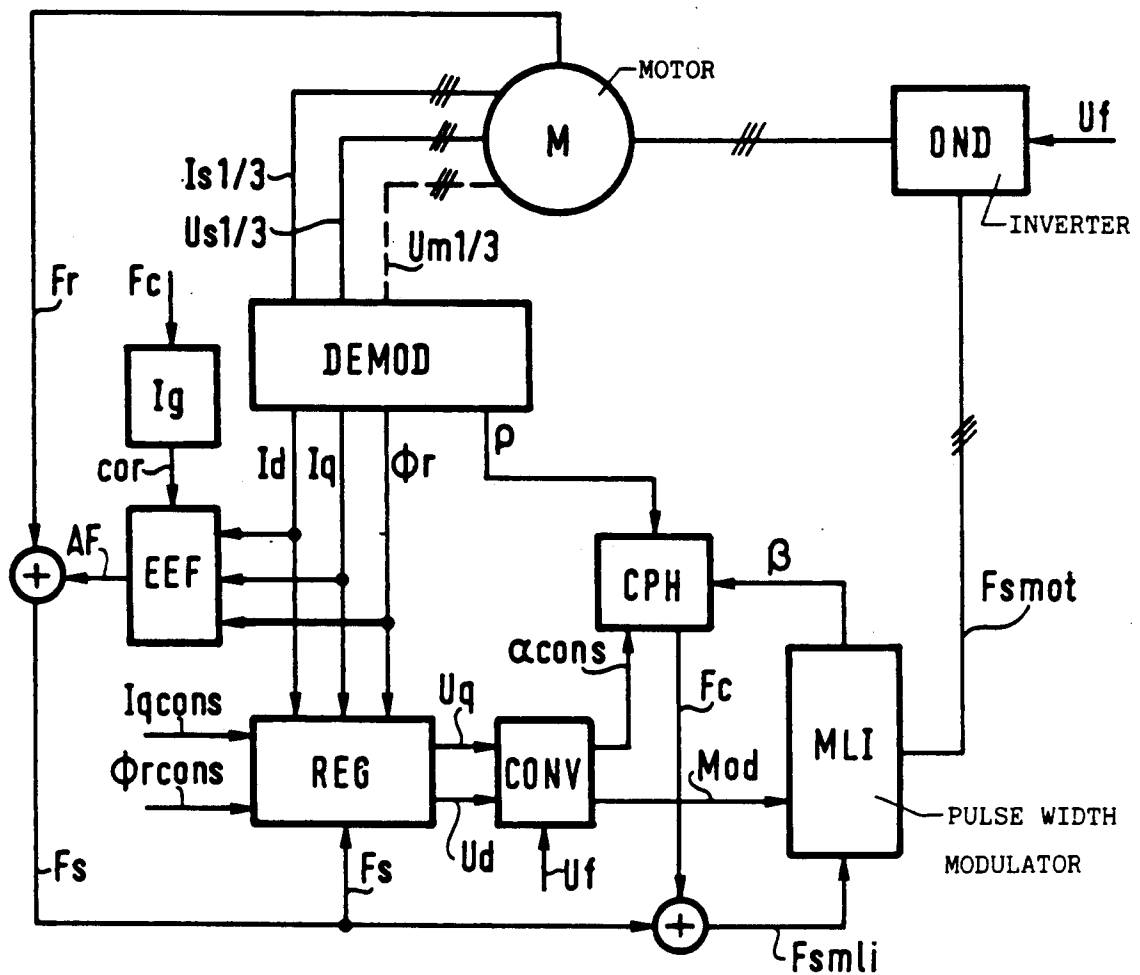 MOTOR
M
OND
Uf
INVERTER
Is1/3
Us1/3
Um1/3
Fr
Fc
DEMOD
Ig
cor
Id
Iq
ϕr
ρ
ΔF
+
EEF
CPH
β
Fsmot
αcons
Fc
Iqcons
ϕrcons
REG
Uq
Ud
CONV
Uf
Mod
MLI
PULSE WIDTH
MODULATOR
Fs
Fs
+
Fsmli